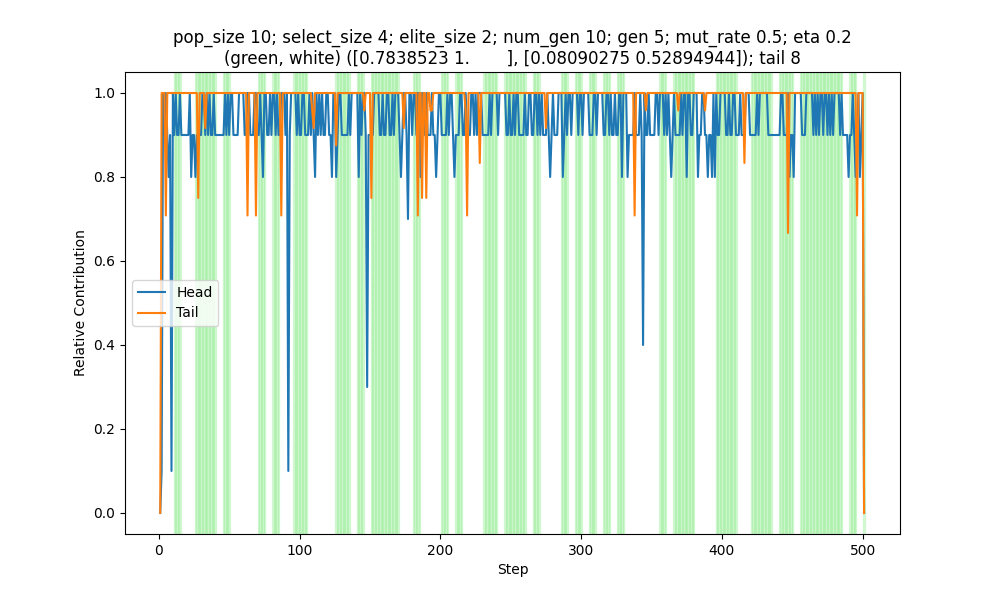 pop_size 10; select_size 4; elite_size 2; num_gen 10; gen 5; mut_rate 0.5; eta 0.2
(green, white) ([0.7838523 1.       ], [0.08090275 0.52894944]); tail 8
1.0
0.8
0.6
0.4
0.2
0.0
Relative Contribution
Head
Tail
0
100
200
300
400
500
Step